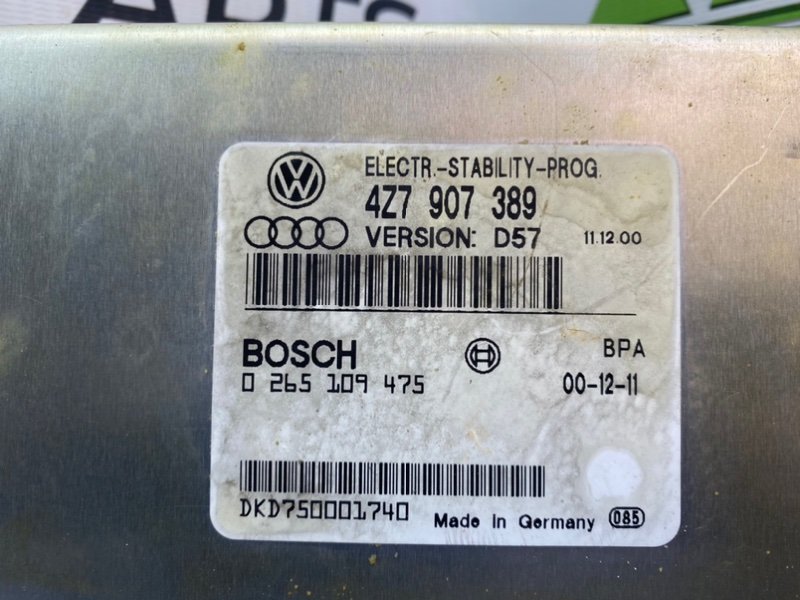 ELECTR.-STABILITY-PROG.
4Z7 907 389
VERSION: D57 11.12.00
BOSCH BPA
0 265 109 475 00-12-11
DKD750001740 Made in Germany 085